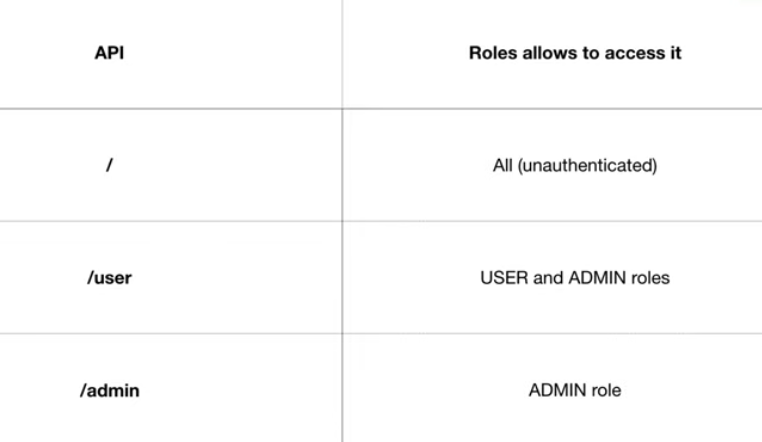 API
Roles allows to access it
/
All (unauthenticated)
/user
USER and ADMIN roles
/admin
ADMIN role